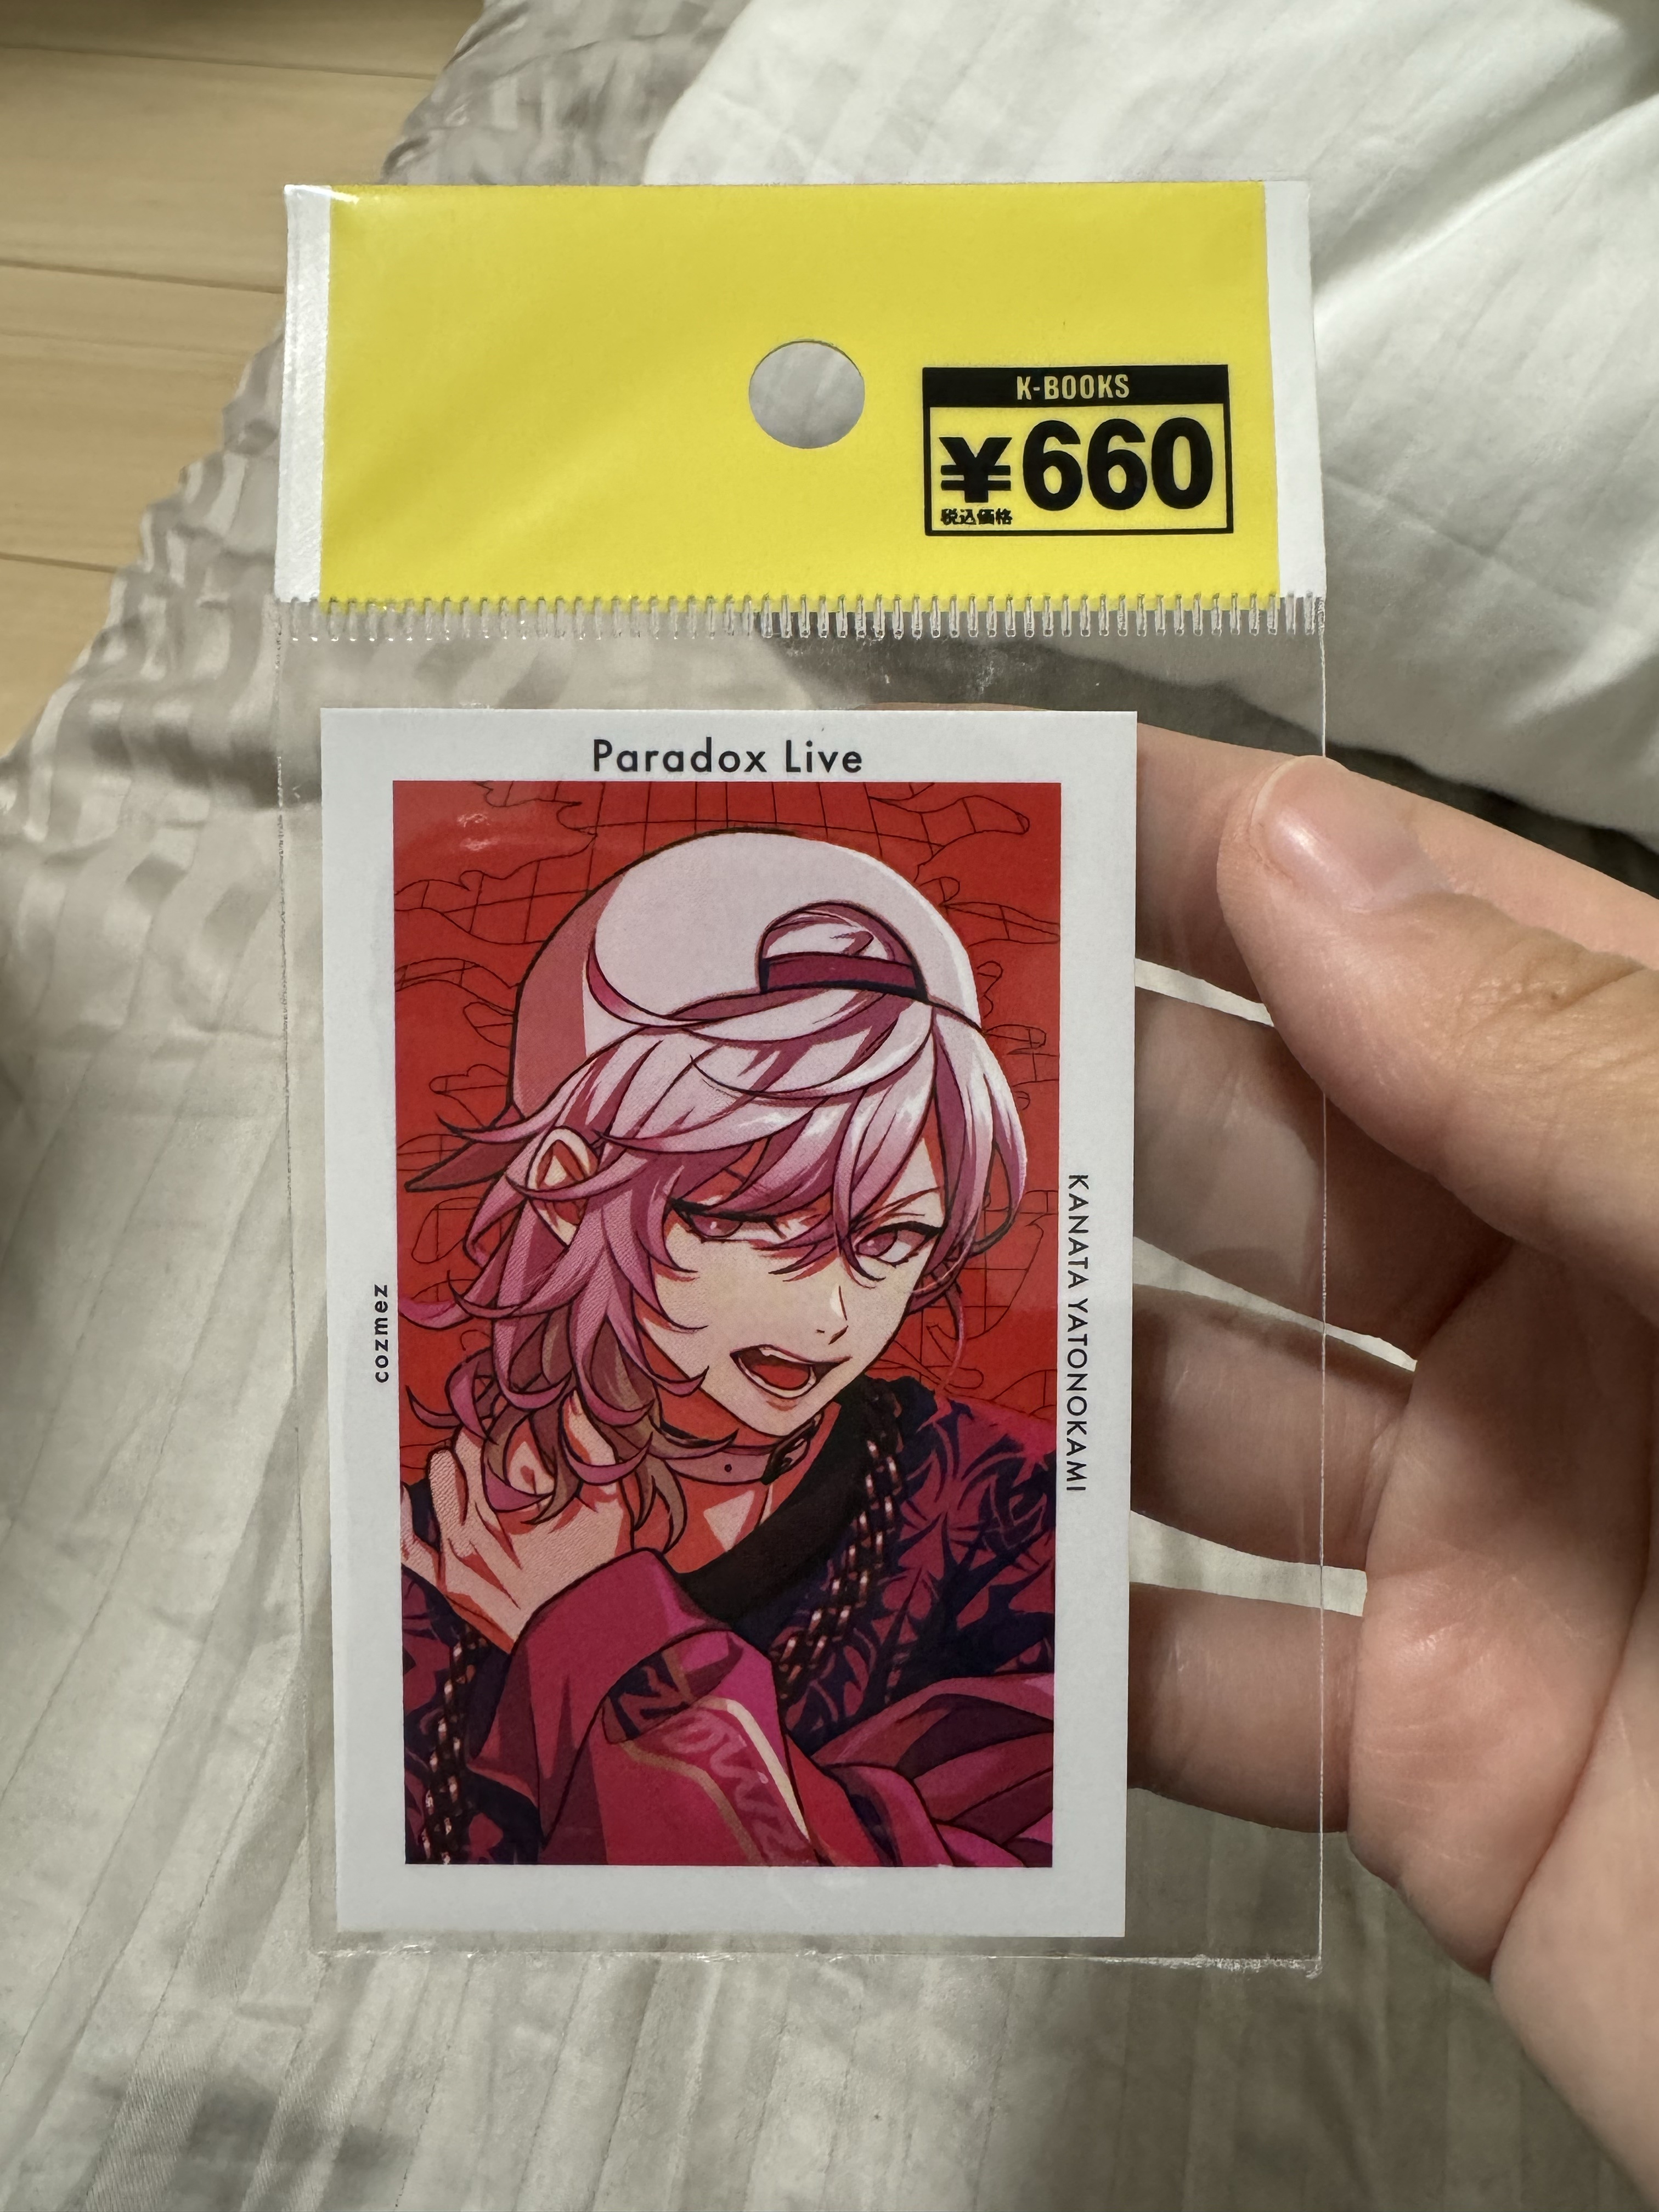 K-BOOKS
¥660
税込価格
Paradox Live
KANATA YATONOKAMI
cozmez